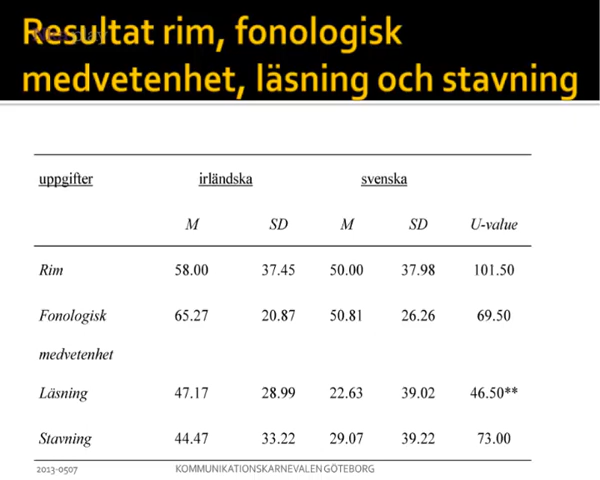 Resultat rim, fonologisk
medvetenhet, läsning och stavning
uppgifter irländska svenska
M SD M SD U-value
Rim 58.00 37.45 50.00 37.98 101.50
Fonologisk 65.27 20.87 50.81 26.26 69.50
medvetenhet
Läsning 47.17 28.99 22.63 39.02 46.50**
Stavning 44.47 33.22 29.07 39.22 73.00
2013-0507 KOMMUNIKATIONSKARNEVALEN GÖTEBORG